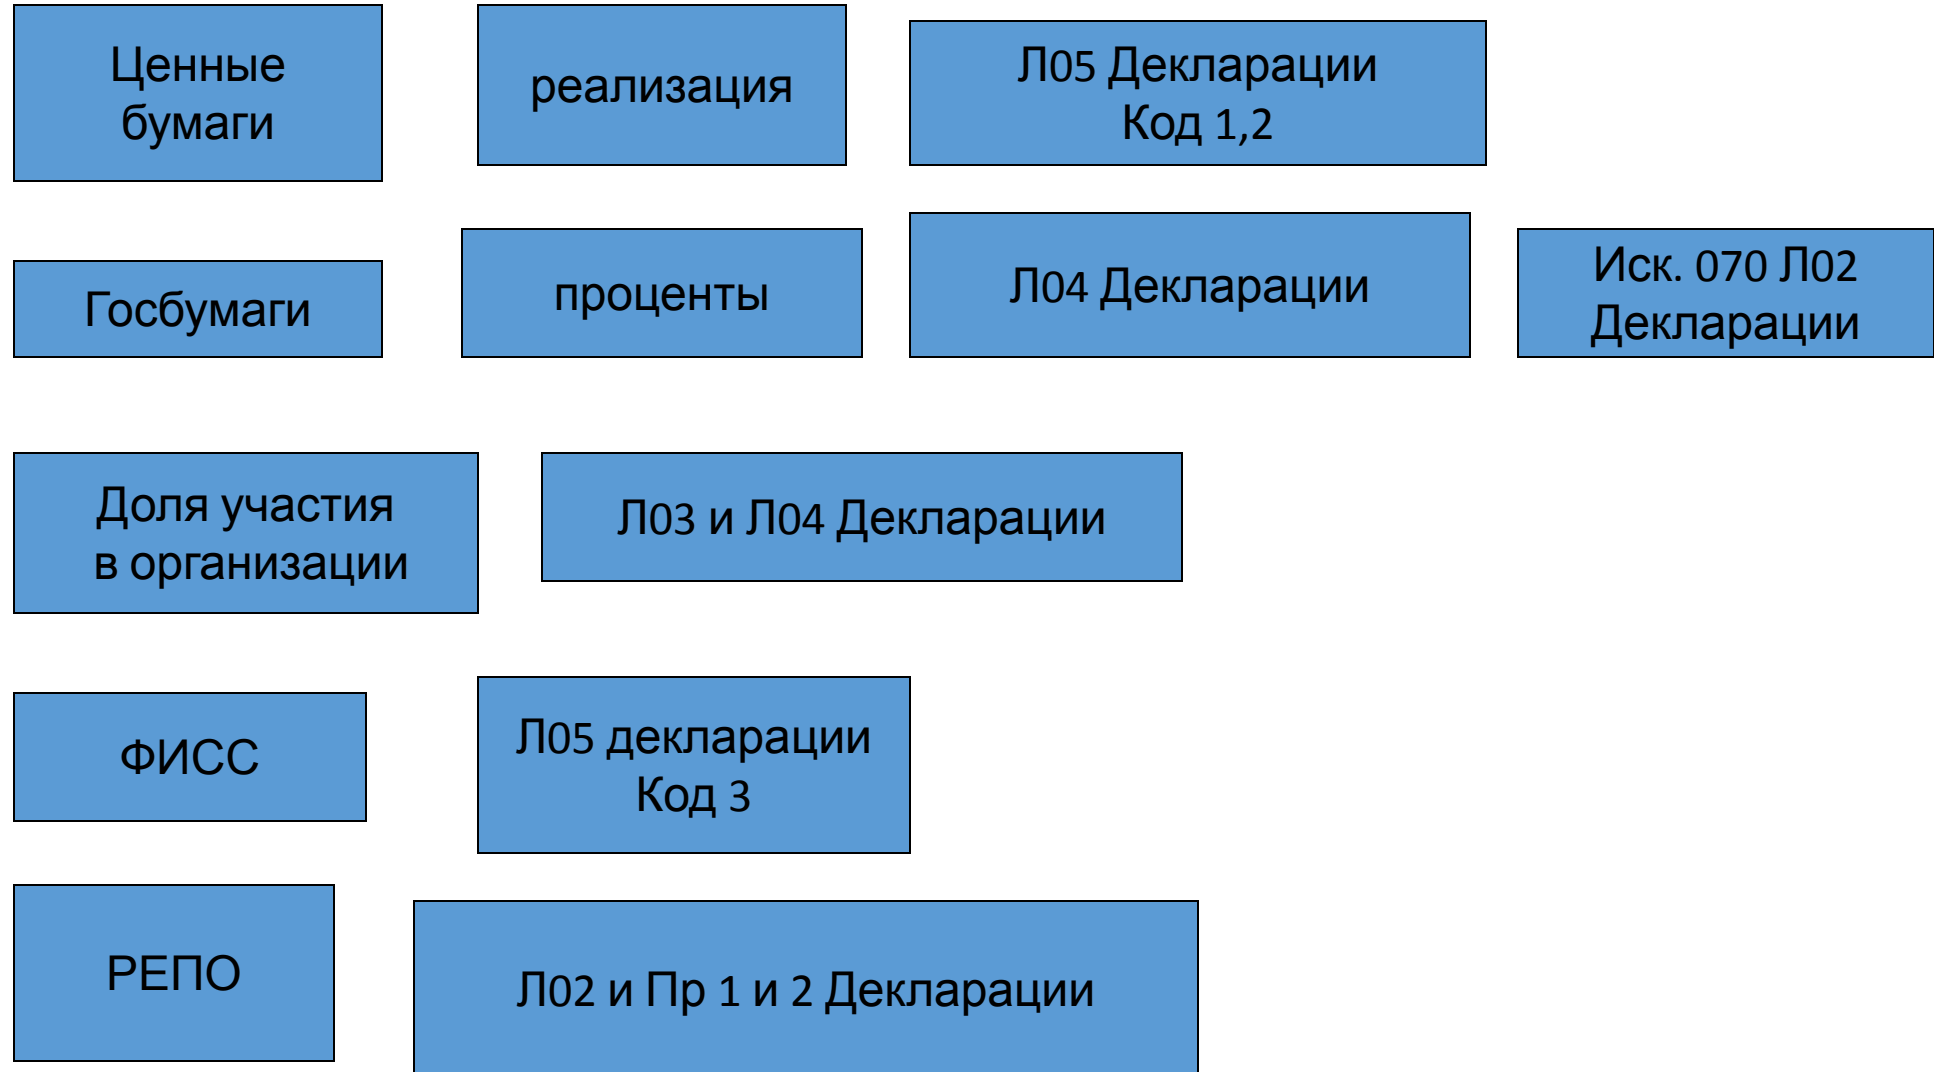 Ценные
бумаги
реализация
Л05 Декларации
Код 1,2
Госбумаги
проценты
Л04 Декларации
Иск. 070 Л02
Декларации
Доля участия
в организации
Л03 и Л04 Декларации
ФИСС
Л05 декларации
Код 3
РЕПО
Л02 и Пр 1 и 2 Декларации